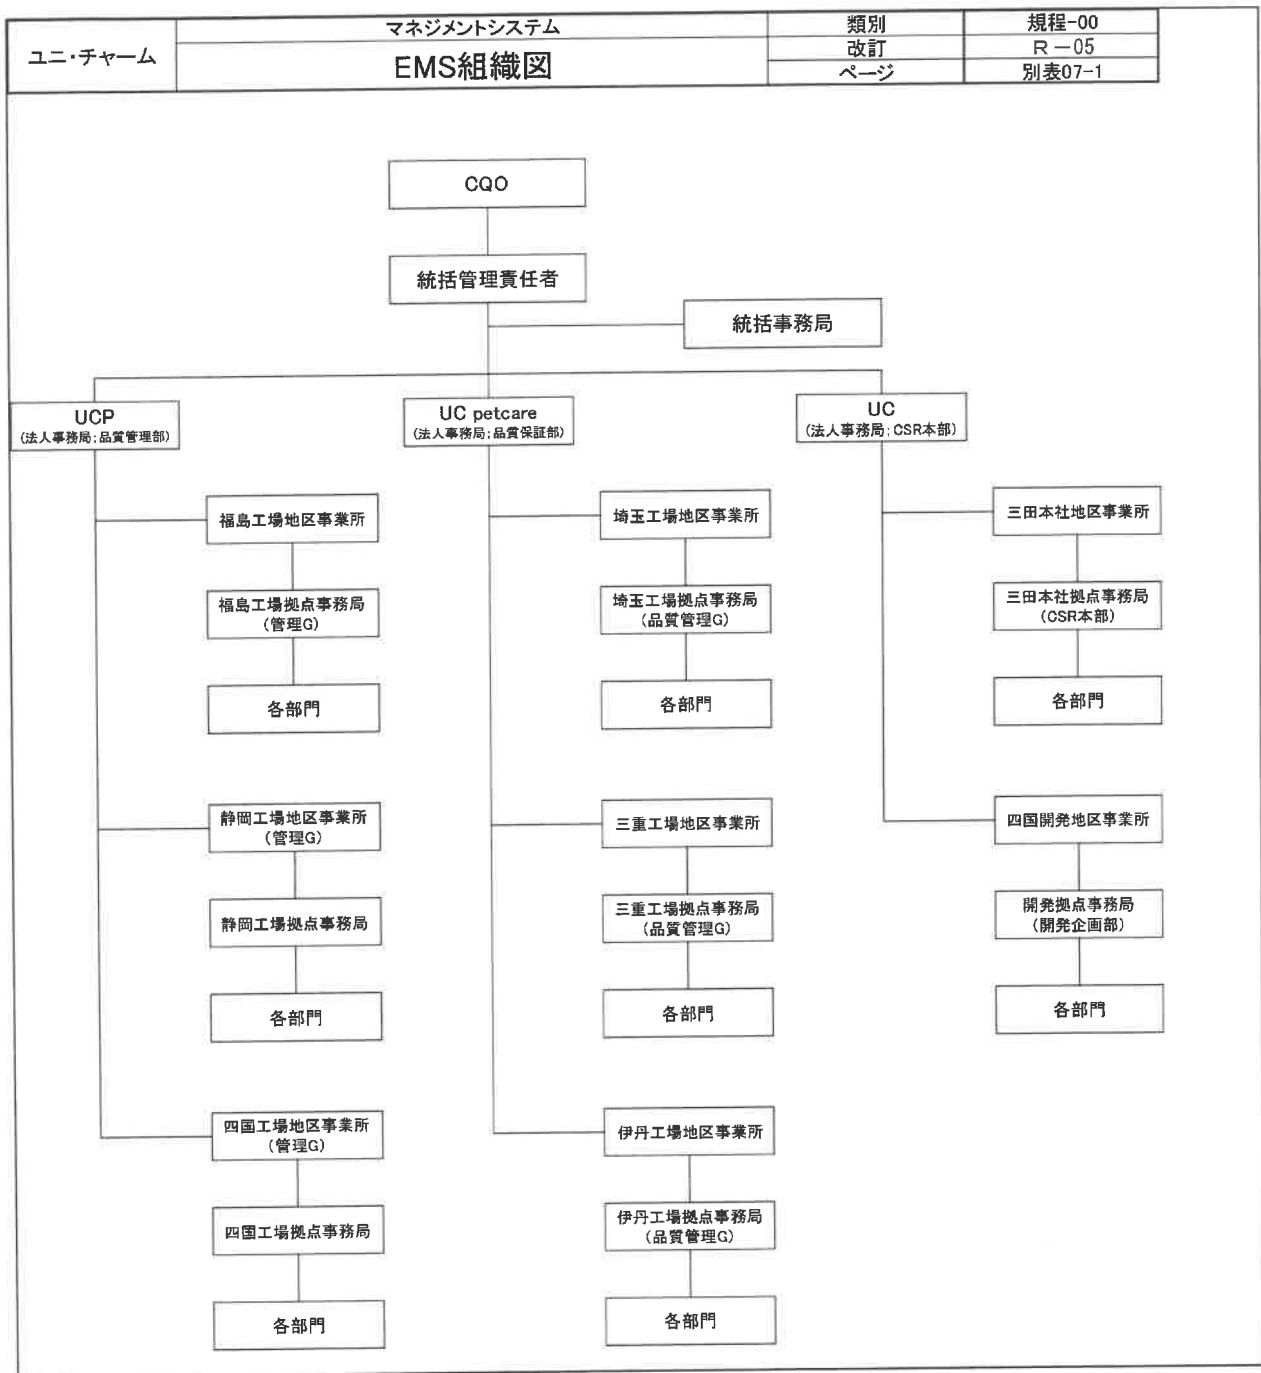 ユニ・チャーム
マネジメントシステム
EMS組織図
類別
規程-00
改訂
R－05
ページ
別表07-1
CQO
統括管理責任者
統括事務局
UCP
(法人事務局;品質管理部)
UC petcare
(法人事務局;品質保証部)
UC
(法人事務局;CSR本部)
福島工場地区事業所
福島工場拠点事務局
(管理G)
各部門
静岡工場地区事業所
(管理G)
静岡工場拠点事務局
各部門
四国工場地区事業所
(管理G)
四国工場拠点事務局
各部門
埼玉工場地区事業所
埼玉工場拠点事務局
(品質管理G)
各部門
三重工場地区事業所
三重工場拠点事務局
(品質管理G)
各部門
伊丹工場地区事業所
伊丹工場拠点事務局
(品質管理G)
各部門
三田本社地区事業所
三田本社拠点事務局
(CSR本部)
各部門
四国開発地区事業所
開発拠点事務局
(開発企画部)
各部門